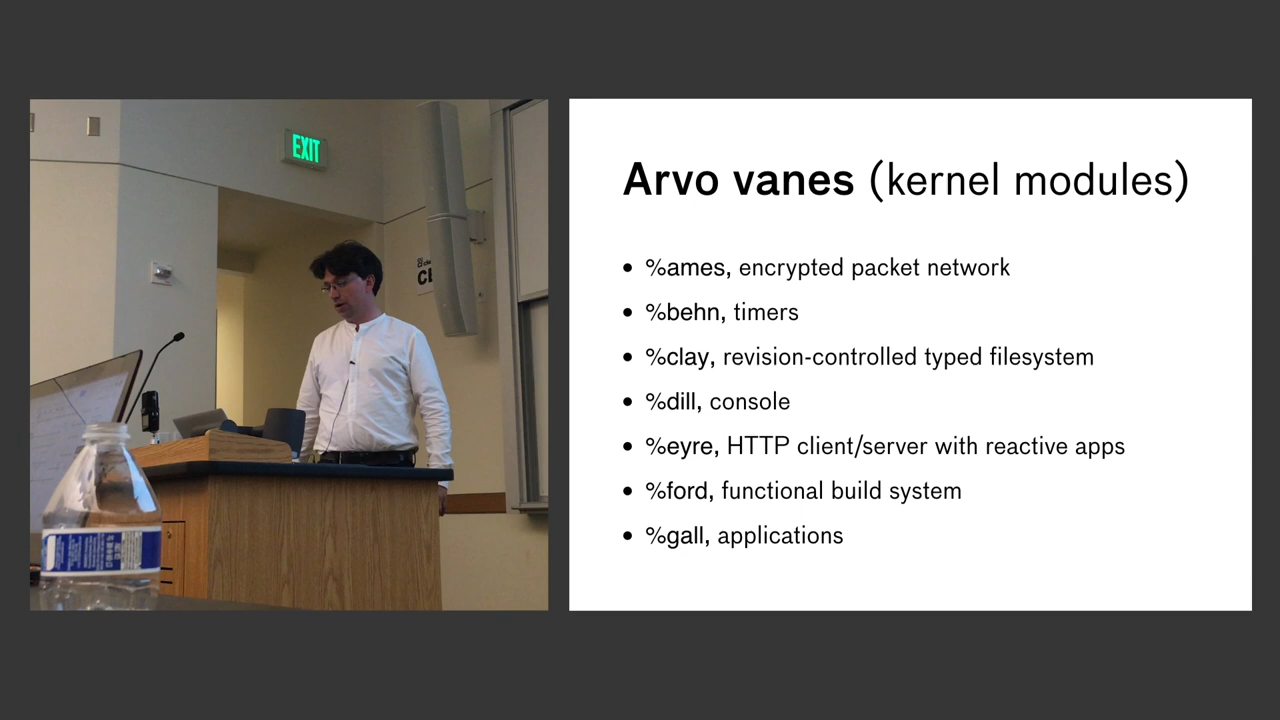 EXIT
Arvo vanes (kernel modules)
• %ames, encrypted packet network
• %behn, timers
• %clay, revision-controlled typed filesystem
• %dill, console
• %eyre, HTTP client/server with reactive apps
• %ford, functional build system
• %gall, applications